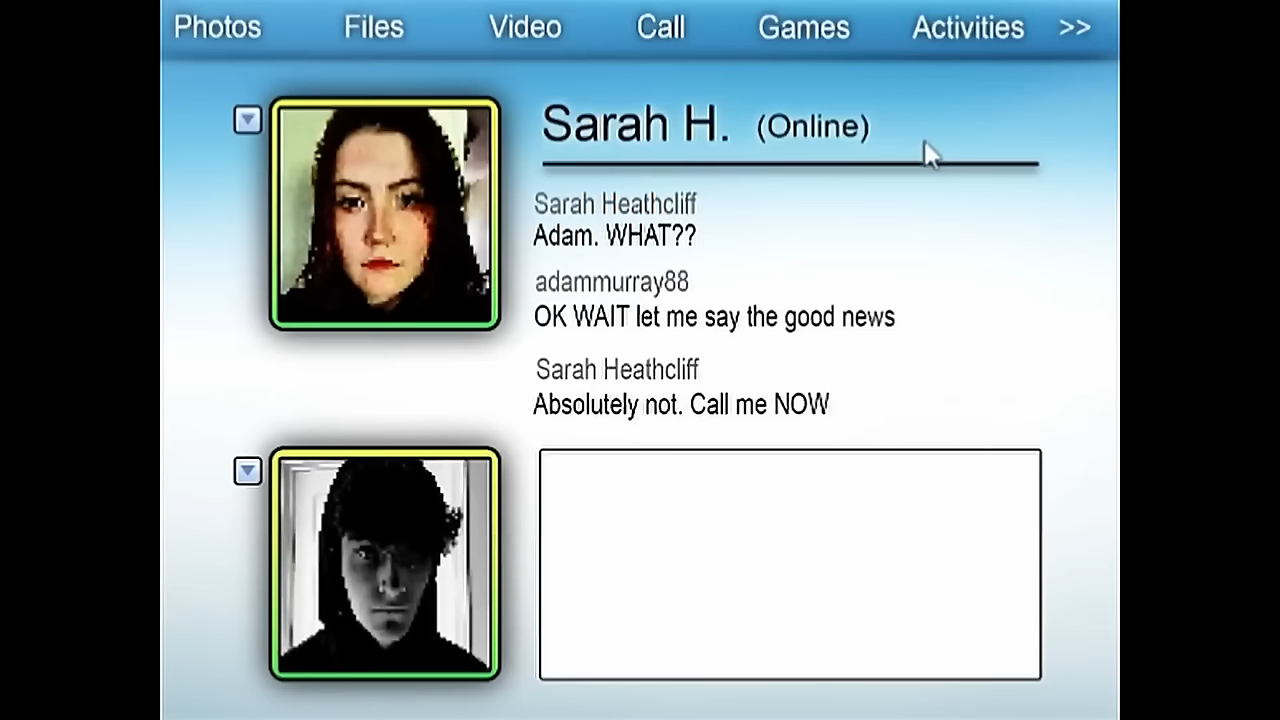 Photos Files Video Call Games Activities >>
Sarah H. (Online)
Sarah Heathcliff
Adam. WHAT??
adammurray88
OK WAIT let me say the good news
Sarah Heathcliff
Absolutely not. Call me NOW